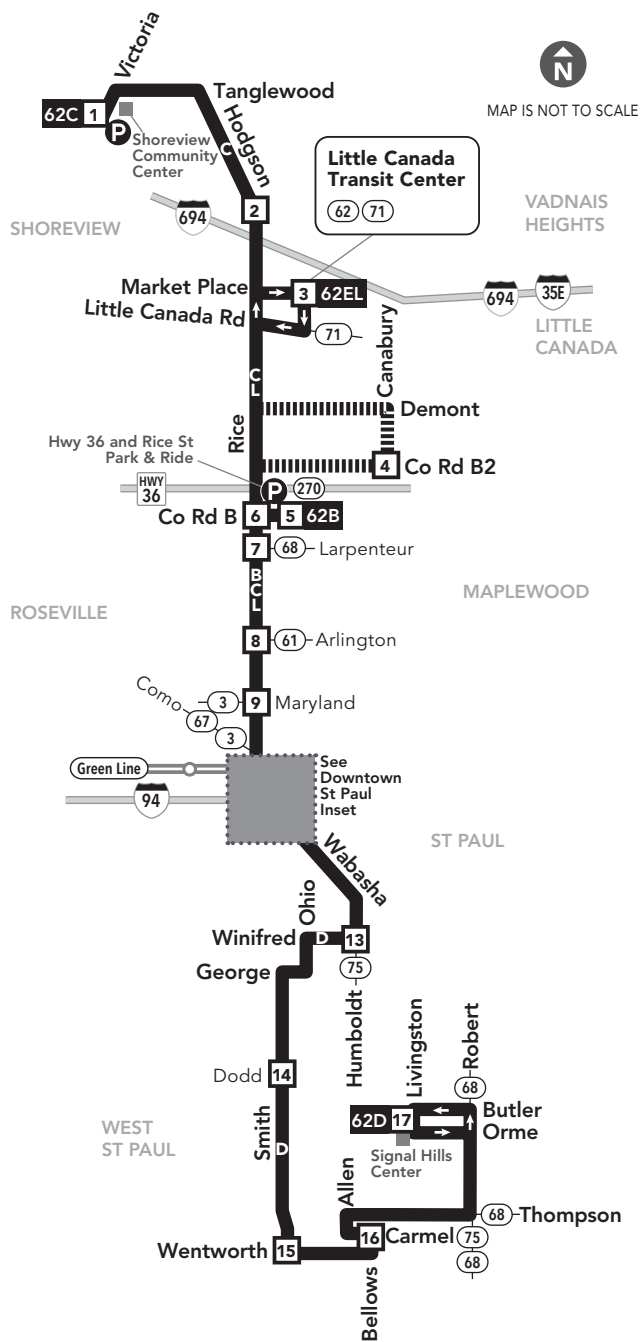 Victoria
N
MAP IS NOT TO SCALE
Tanglewood
62C 1
P
Shoreview
Community
Center
Hodgson
C
Little Canada
Transit Center
62 71
2
SHOREVIEW
694
VADNAIS
HEIGHTS
Market Place
3 62EL
694
35E
Little Canada Rd
71
LITTLE
CANADA
Canabury
C
L
Demont
Rice
Hwy 36 and Rice St
Park & Ride
4 Co Rd B2
HWY
36
P 270
Co Rd B 6 5 62B
7 68 Larpenteur
B
C
L
MAPLEWOOD
ROSEVILLE
8 61 Arlington
Como
3 9 Maryland
67
3
Green Line
See
Downtown
St Paul
Inset
94
ST PAUL
Wabasha
Ohio
Winifred D 13
George
75
Humboldt
Livingston
Robert
Dodd 14
68
62D 17 Butler
Orme
Signal Hills
Center
WEST
ST PAUL
Smith
D
Allen
68 Thompson
Wentworth 15
16 Carmel 75
68
Bellows